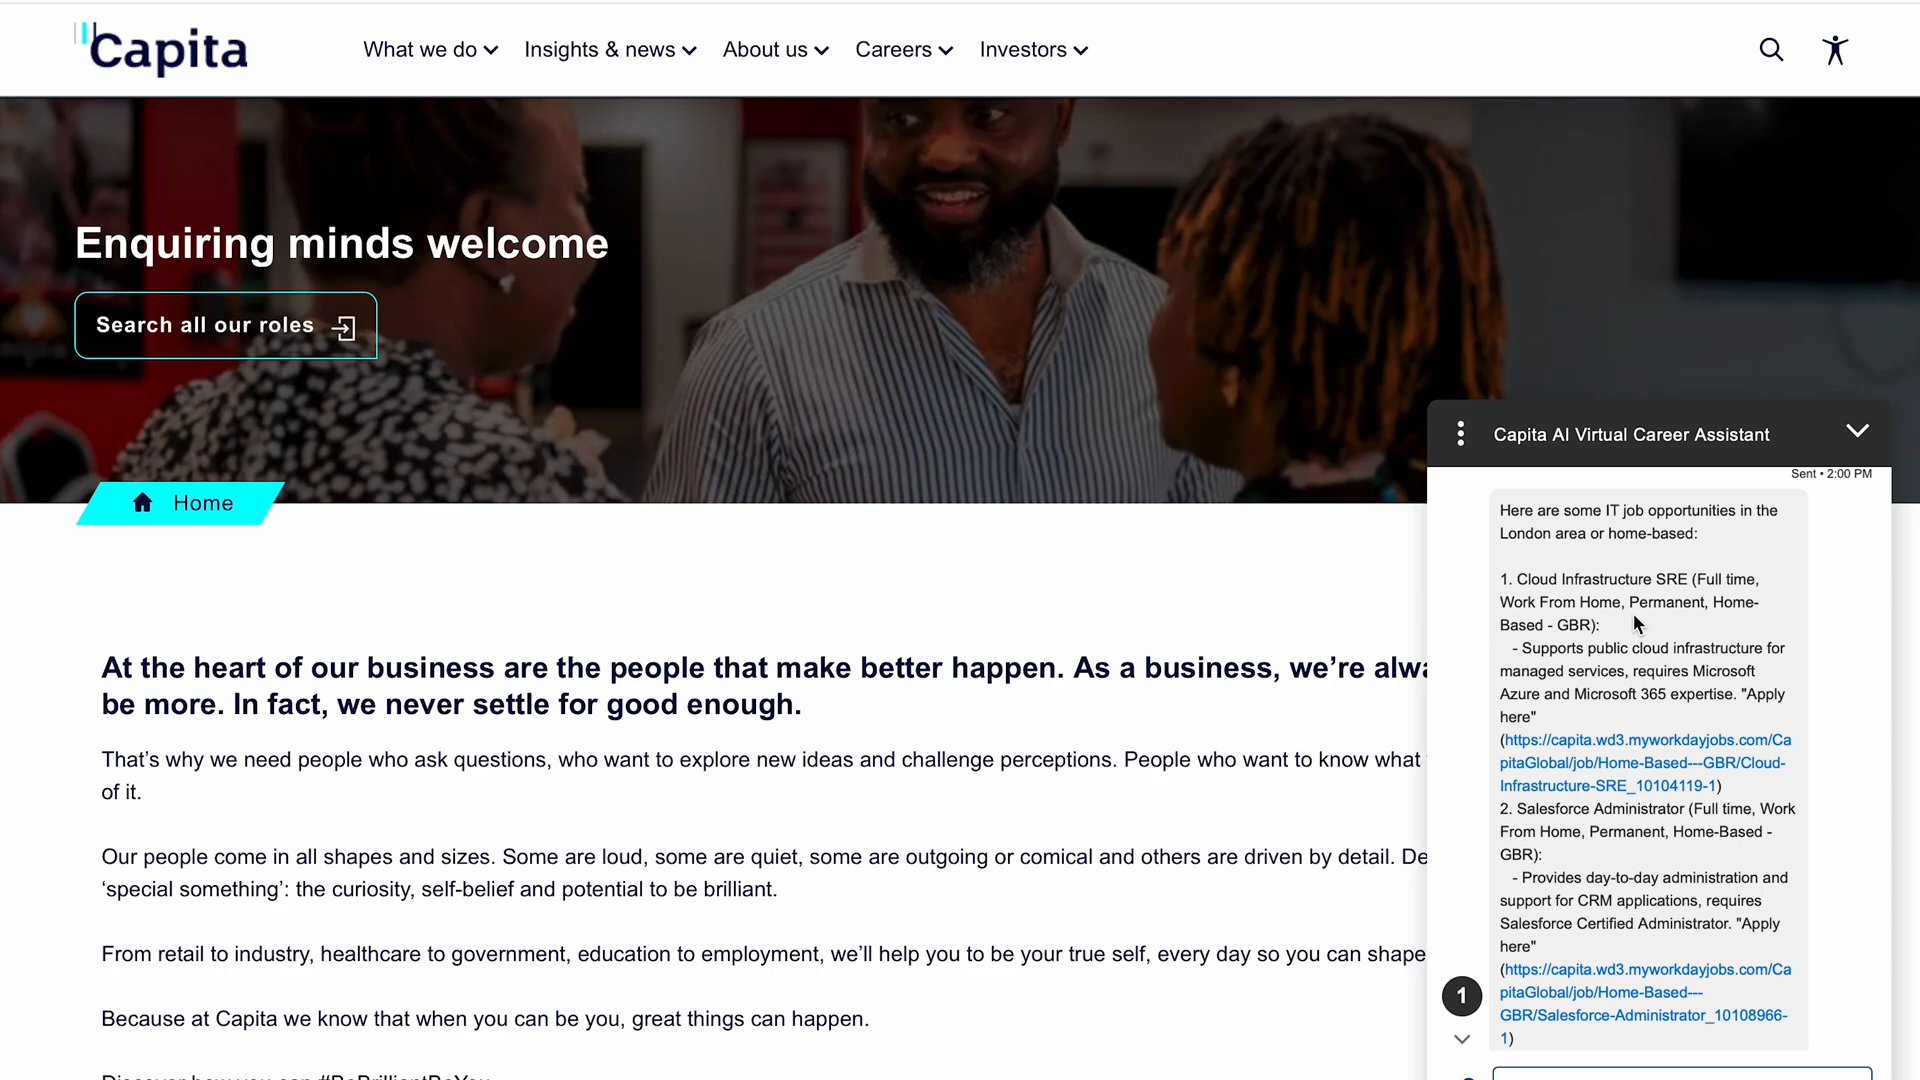 Capita
What we do
Insights & news
About us
Careers
Investors
Enquiring minds welcome
Search all our roles
Home
At the heart of our business are the people that make better happen. As a business, we’re
be more. In fact, we never settle for good enough.
That’s why we need people who ask questions, who want to explore new ideas and challenge perceptions. People who want to know what
of it.
Our people come in all shapes and sizes. Some are loud, some are quiet, some are outgoing or comical and others are driven by detail.
‘special something’: the curiosity, self-belief and potential to be brilliant.
From retail to industry, healthcare to government, education to employment, we’ll help you to be your true self, every day so you can shape
Because at Capita we know that when you can be you, great things can happen.
Capita AI Virtual Career Assistant
Sent • 2:00 PM
Here are some IT job opportunities in the
London area or home-based:
1. Cloud Infrastructure SRE (Full time,
Work From Home, Permanent, Home-
Based - GBR):
- Supports public cloud infrastructure for
managed services, requires Microsoft
Azure and Microsoft 365 expertise. "Apply
here"
(https://capita.wd3.myworkdayjobs.com/Ca
pitaGlobal/job/Home-Based---GBR/Cloud-
Infrastructure-SRE_10104119-1)
2. Salesforce Administrator (Full time, Work
From Home, Permanent, Home-Based -
GBR):
- Provides day-to-day administration and
support for CRM applications, requires
Salesforce Certified Administrator. "Apply
here"
(https://capita.wd3.myworkdayjobs.com/Ca
pitaGlobal/job/Home-Based---
GBR/Salesforce-Administrator_10108966-
1)
1